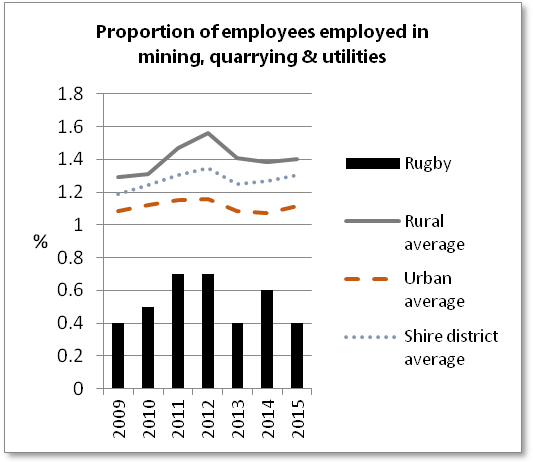 Proportion of employees employed in
mining, quarrying & utilities
1.8
1.6
1.4
1.2
1
0.8
0.6
0.4
0.2
0
%
2009
2010
2011
2012
2013
2014
2015
Rugby
Rural
average
Urban
average
Shire district
average